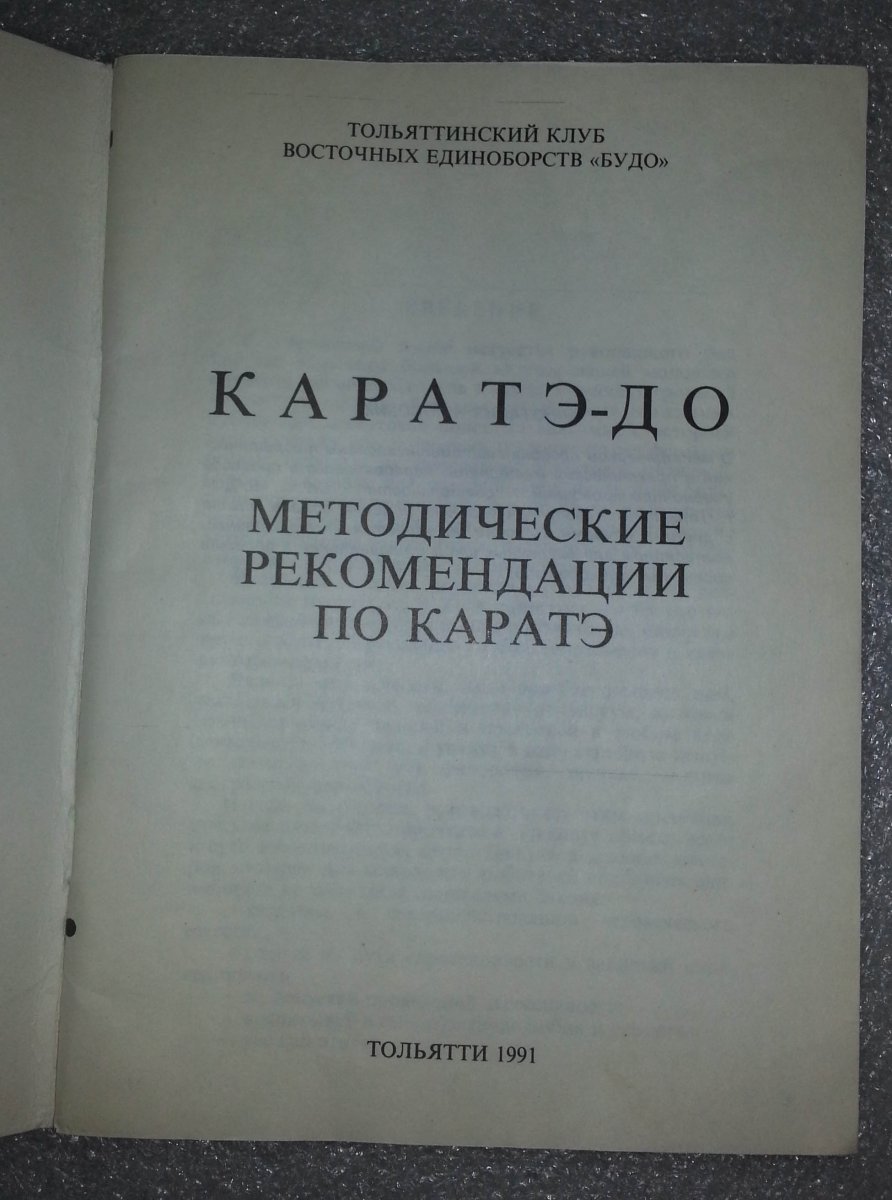 ТОЛЬЯТТИНСКИЙ КЛУБ
ВОСТОЧНЫХ ЕДИНОБОРСТВ «БУДО»
КАРАТЭ-ДО
МЕТОДИЧЕСКИЕ
РЕКОМЕНДАЦИИ
ПО КАРАТЭ
ТОЛЬЯТТИ 1991